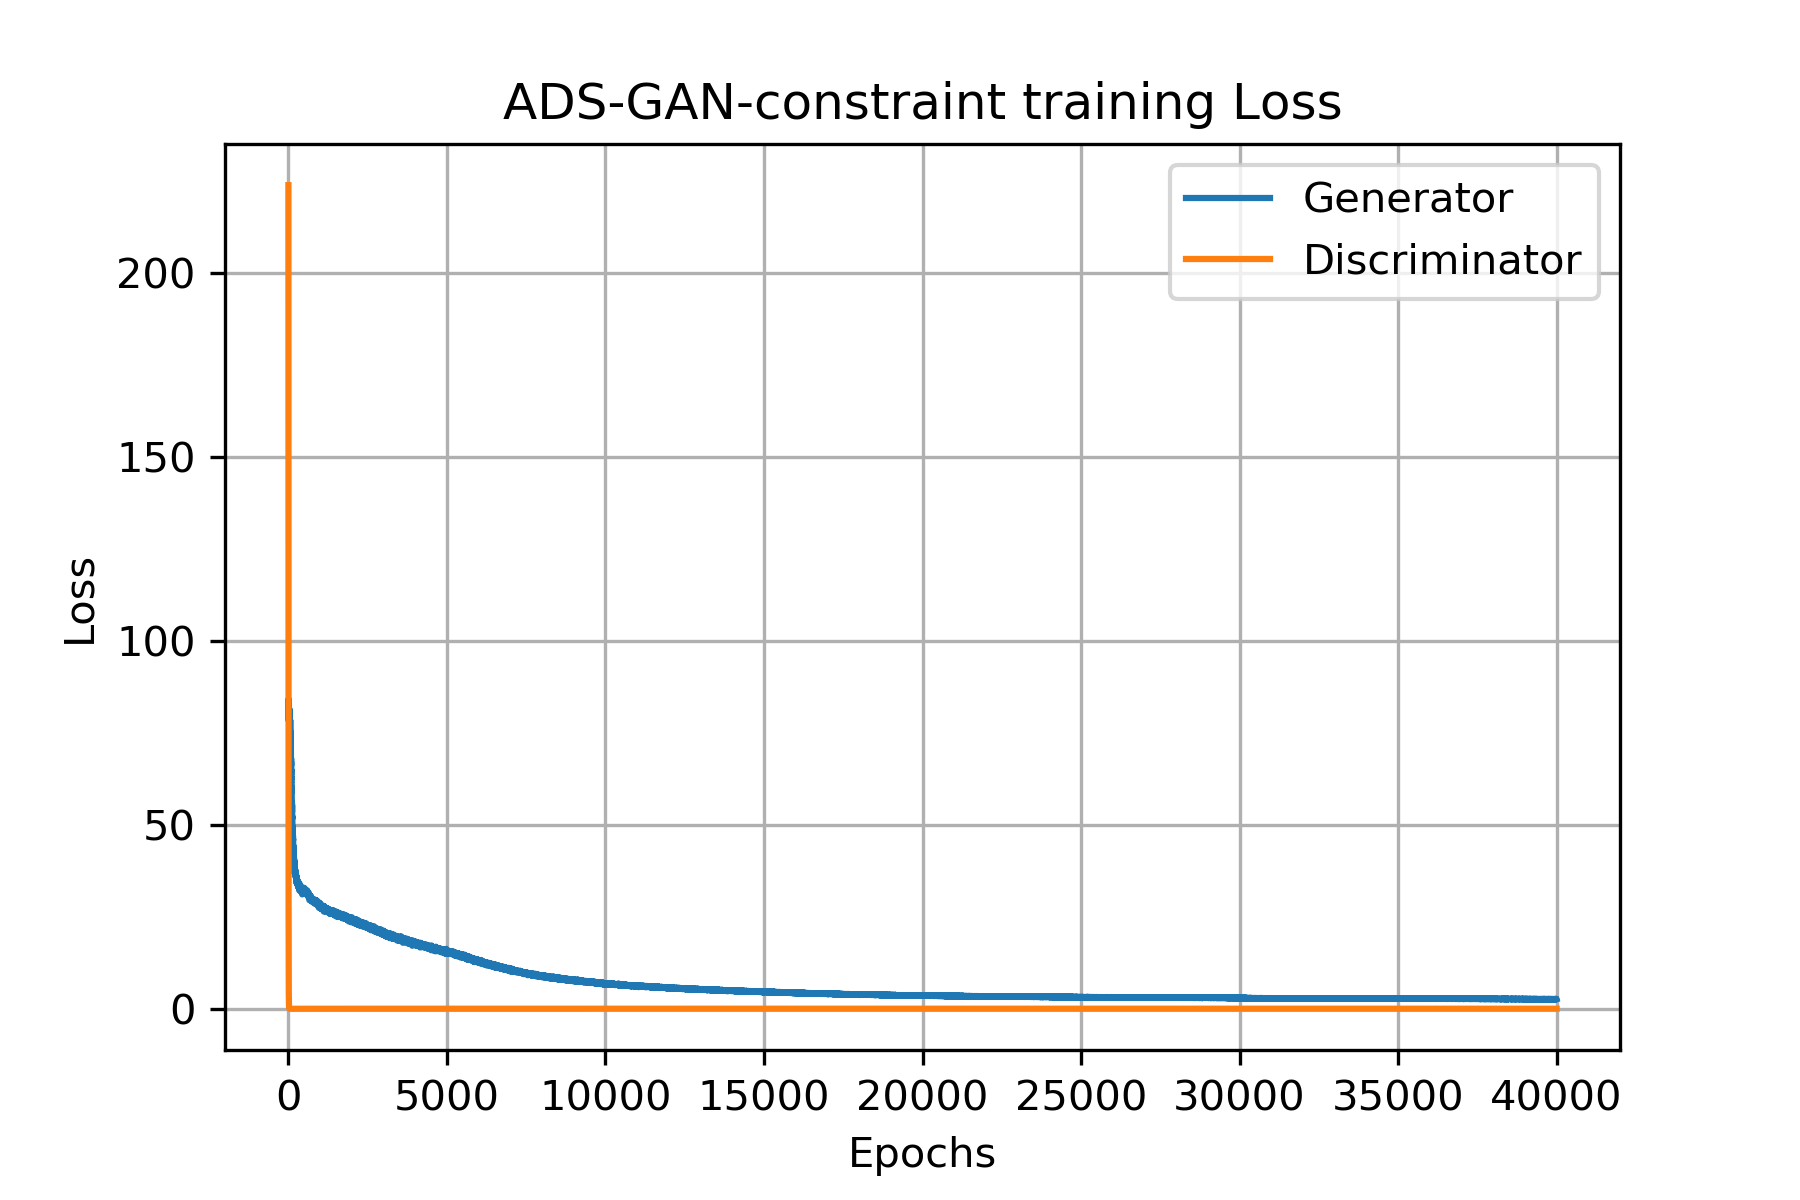 ADS-GAN-constraint training Loss
Generator
Discriminator
200
150
100
50
0
Loss
0 5000 10000 15000 20000 25000 30000 35000 40000
Epochs